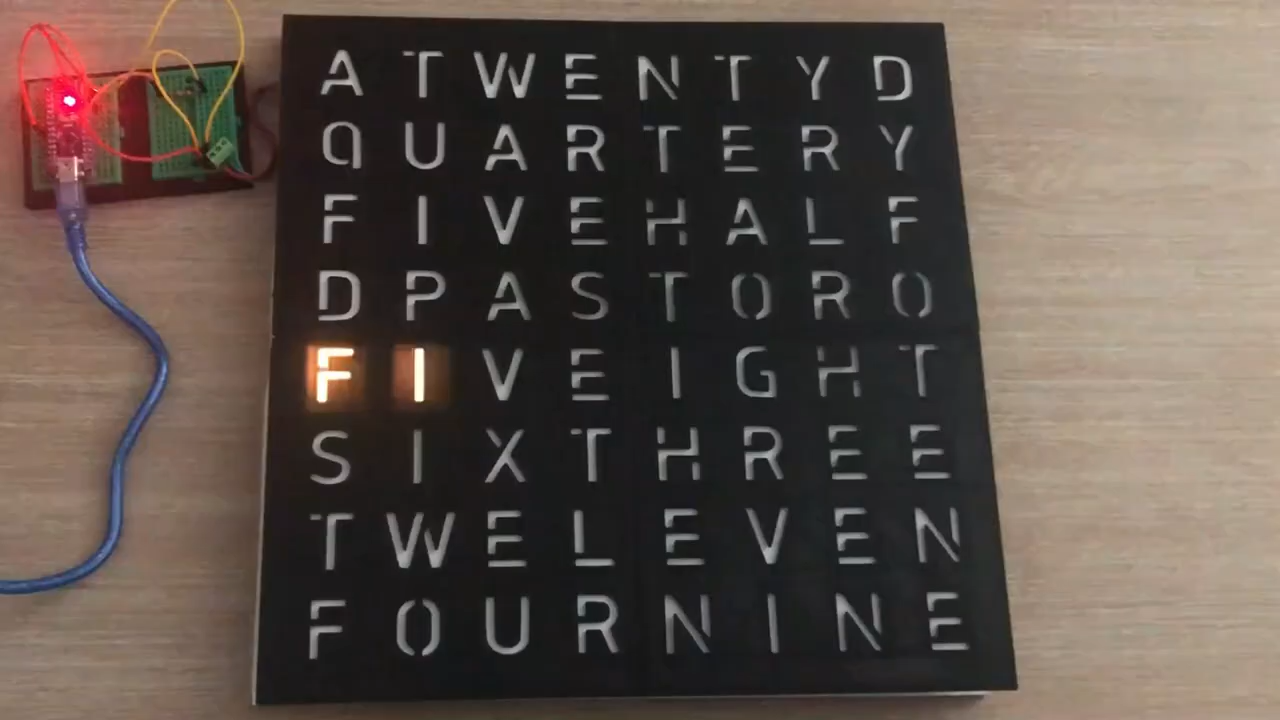 ATWENTYD
QUARTERY
FIVEHALF
DPASTORO
FIVEIGHT
SIXTHREE
TWELEVEN
FOURNINE